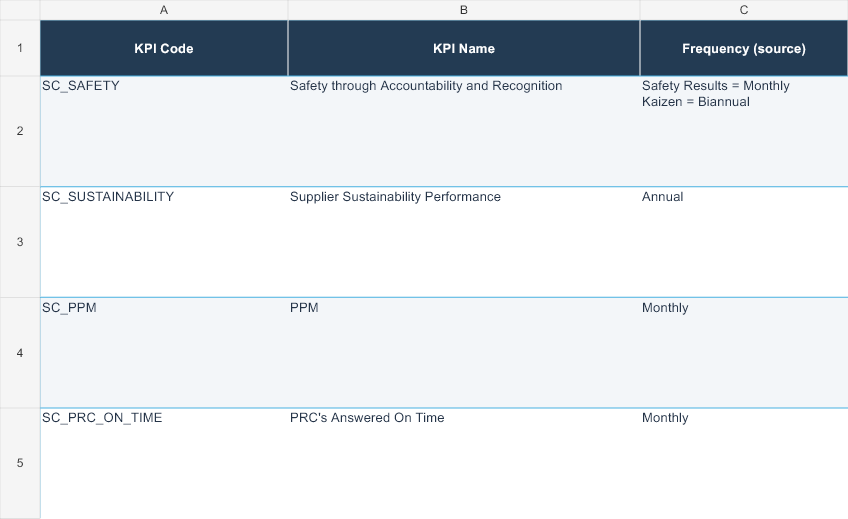 A B C
1 KPI Code KPI Name Frequency (source)
2 SC_SAFETY Safety through Accountability and Recognition Safety Results = Monthly
Kaizen = Biannual
3 SC_SUSTAINABILITY Supplier Sustainability Performance Annual
4 SC_PPM PPM Monthly
5 SC_PRC_ON_TIME PRC's Answered On Time Monthly